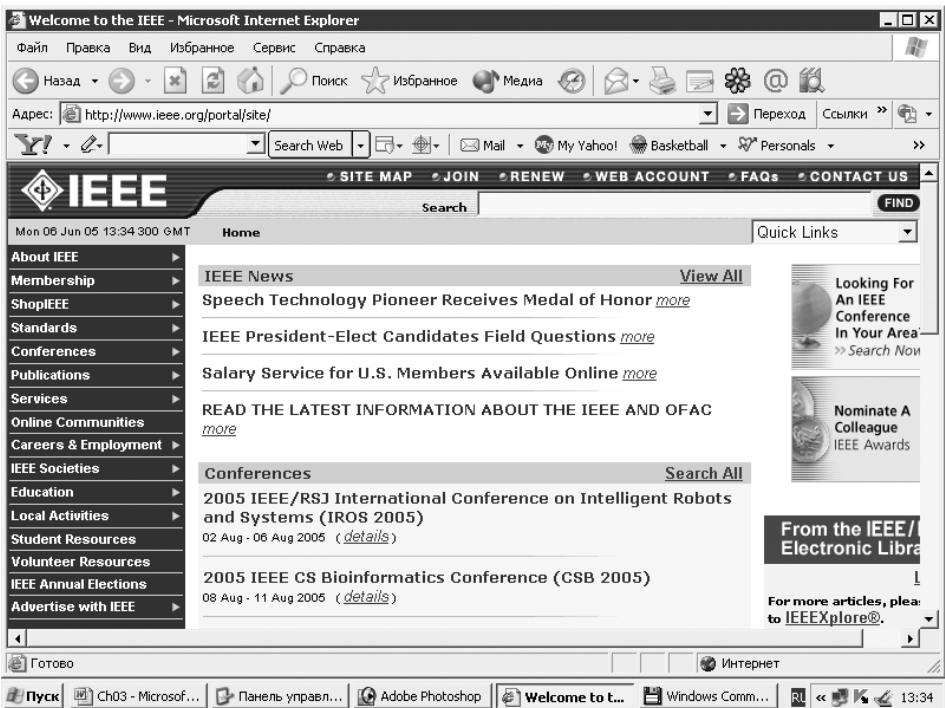 Welcome to the IEEE - Microsoft Internet Explorer
Файл Правка Вид Избранное Сервис Справка
Назад Поиск Избранное Медиа
Адрес: http://www.ieee.org/portal/site/ Переход Ссылки »
Y! Search Web Mail My Yahoo! Basketball Personals »
IEEE
SITE MAP JOIN RENEW WEB ACCOUNT FAQs CONTACT US
Search FIND
Mon 06 Jun 05 13:34 300 GMT Home Quick Links
About IEEE
Membership
ShopIEEE
Standards
Conferences
Publications
Services
Online Communities
Careers & Employment
IEEE Societies
Education
Local Activities
Student Resources
Volunteer Resources
IEEE Annual Elections
Advertise with IEEE
IEEE News View All
Speech Technology Pioneer Receives Medal of Honor more
IEEE President-Elect Candidates Field Questions more
Salary Service for U.S. Members Available Online more
READ THE LATEST INFORMATION ABOUT THE IEEE AND OFAC
more
Conferences Search All
2005 IEEE/RSJ International Conference on Intelligent Robots
and Systems (IROS 2005)
02 Aug - 06 Aug 2005 (details)
2005 IEEE CS Bioinformatics Conference (CSB 2005)
08 Aug - 11 Aug 2005 (details)
Looking For
An IEEE
Conference
In Your Area
>> Search Now
Nominate A
Colleague
IEEE Awards
From the IEEE/I
Electronic Libra
L
For more articles, pleas
to IEEEXplore®.
Готово Интернет
Пуск Ch03 - Microsof... Панель управл... Adobe Photoshop Welcome to t... Windows Comm... RU « 13:34